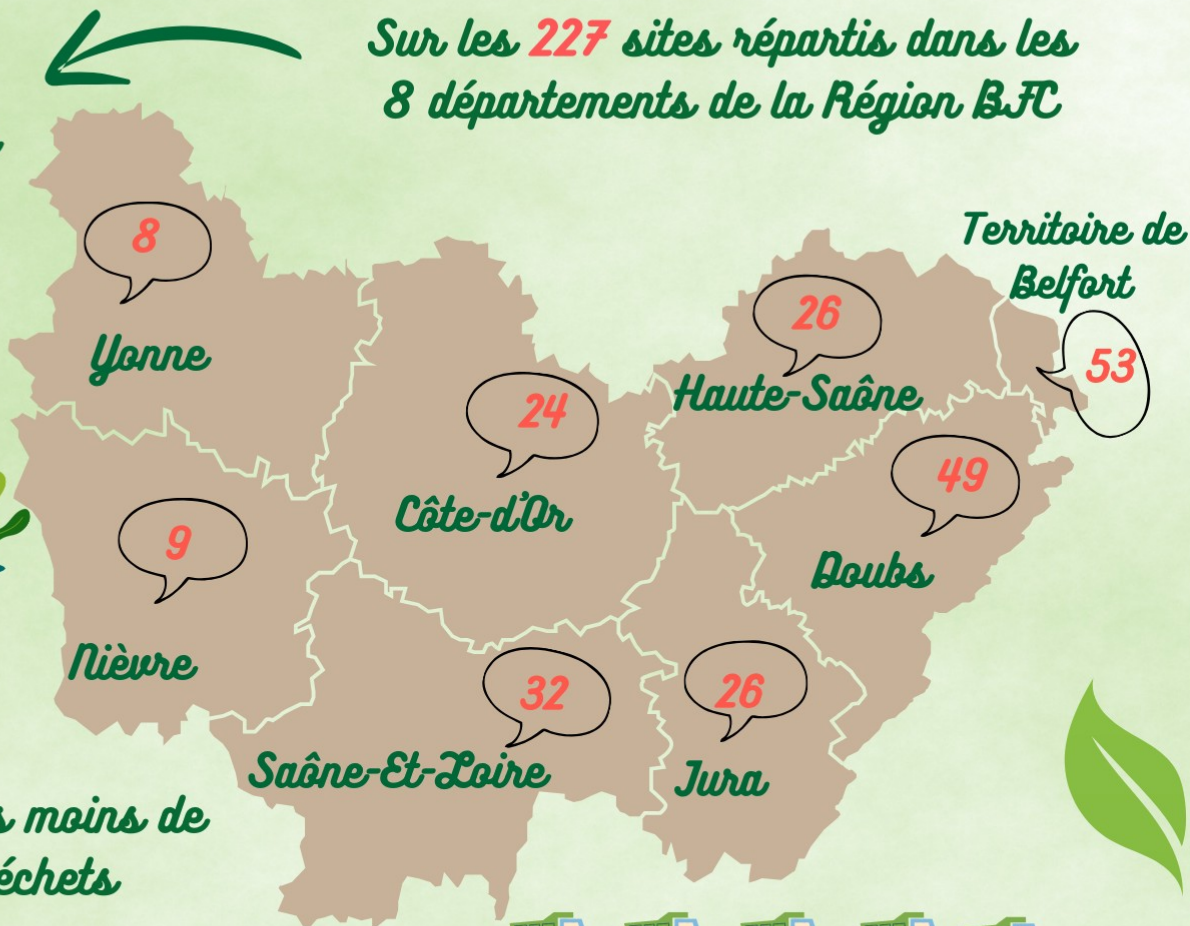 Sur les 227 sites répartis dans les
8 départements de la Région BFC
Territoire de
Belfort
53
8
Yonne
26
Haute-Saône
24
Côte-d'Or
49
Doubs
9
Nièvre
32
Saône-Et-Loire
26
Jura
moins de